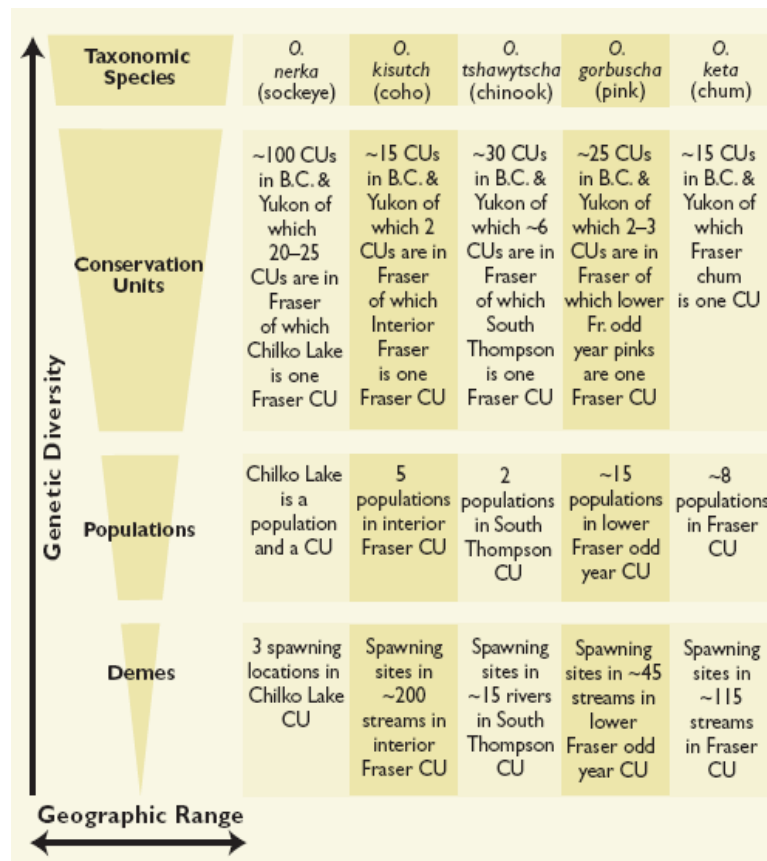 Taxonomic
Species
O.
nerka
(sockeye)
O.
kisutch
(coho)
O.
tshawytscha
(chinook)
O.
gorbuscha
(pink)
O.
keta
(chum)
Conservation
Units
~100 CUs
in B.C. &
Yukon of
which
20–25
CUs are in
Fraser
of which
Chilko Lake
is one
Fraser CU
~15 CUs
in B.C. &
Yukon of
which 2
CUs are in
Fraser
of which
Interior
Fraser
is one
Fraser CU
~30 CUs
in B.C. &
Yukon of
which ~6
CUs are in
Fraser
of which
South
Thompson
is one
Fraser CU
~25 CUs
in B.C. &
Yukon of
which 2–3
CUs are in
Fraser of
which lower
Fr. odd
year pinks
are one
Fraser CU
~15 CUs
in B.C. &
Yukon of
which
Fraser
chum
is one CU
Populations
Chilko Lake
is a
population
and a CU
5
populations
in interior
Fraser CU
2
populations
in South
Thompson
CU
~15
populations
in lower
Fraser odd
year CU
~8
populations
in Fraser
CU
Demes
3 spawning
locations in
Chilko Lake
CU
Spawning
sites in
~200
streams in
interior
Fraser CU
Spawning
sites in
~15 rivers
in South
Thompson
CU
Spawning
sites in ~45
streams in
lower
Fraser odd
year CU
Spawning
sites in
~115
streams
in Fraser
CU
Genetic Diversity
Geographic Range